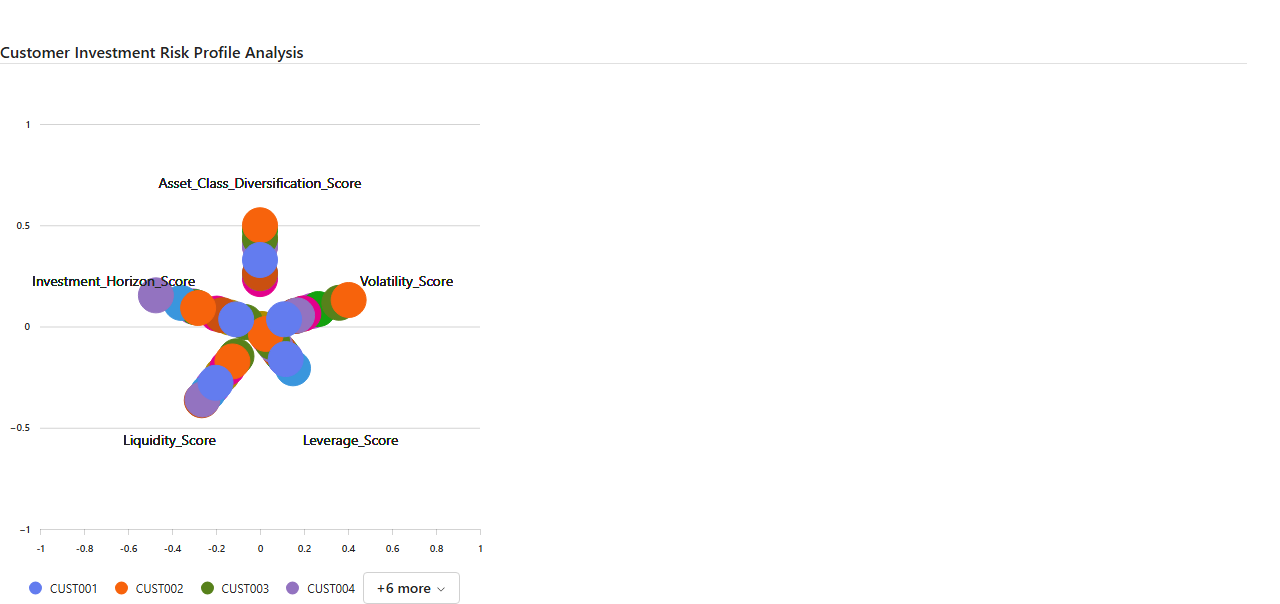 Customer Investment Risk Profile Analysis
1
Asset_Class_Diversification_Score
0.5
Investment_Horizon_Score
Volatility_Score
0
−0.5
Liquidity_Score
Leverage_Score
−1
-1 -0.8 -0.6 -0.4 -0.2 0 0.2 0.4 0.6 0.8 1
CUST001 CUST002 CUST003 CUST004 +6 more